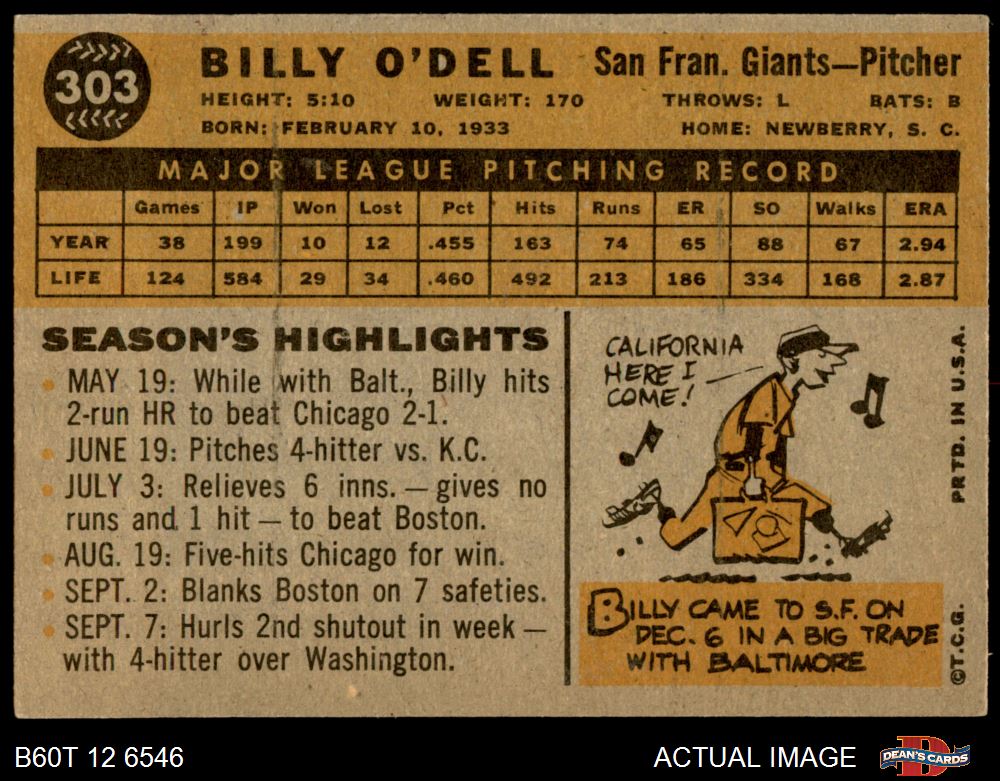 303
BILLY O'DELL San Fran. Giants—Pitcher
HEIGHT: 5:10 WEIGHT: 170 THROWS: L BATS: B
BORN: FEBRUARY 10, 1933 HOME: NEWBERRY, S. C.
MAJOR LEAGUE PITCHING RECORD
Games IP Won Lost Pct Hits Runs ER SO Walks ERA
YEAR 38 199 10 12 .455 163 74 65 88 67 2.94
LIFE 124 584 29 34 .460 492 213 186 334 168 2.87
SEASON'S HIGHLIGHTS
MAY 19: While with Balt., Billy hits
2-run HR to beat Chicago 2-1.
JUNE 19: Pitches 4-hitter vs. K.C.
JULY 3: Relieves 6 inns. — gives no
runs and 1 hit — to beat Boston.
AUG. 19: Five-hits Chicago for win.
SEPT. 2: Blanks Boston on 7 safeties.
SEPT. 7: Hurls 2nd shutout in week —
with 4-hitter over Washington.
CALIFORNIA
HERE I
COME!
BILLY CAME TO S.F. ON
DEC. 6 IN A BIG TRADE
WITH BALTIMORE
©T.C.G. PRTD. IN U.S.A.
B60T 12 6546 ACTUAL IMAGE
DEAN'S CARDS